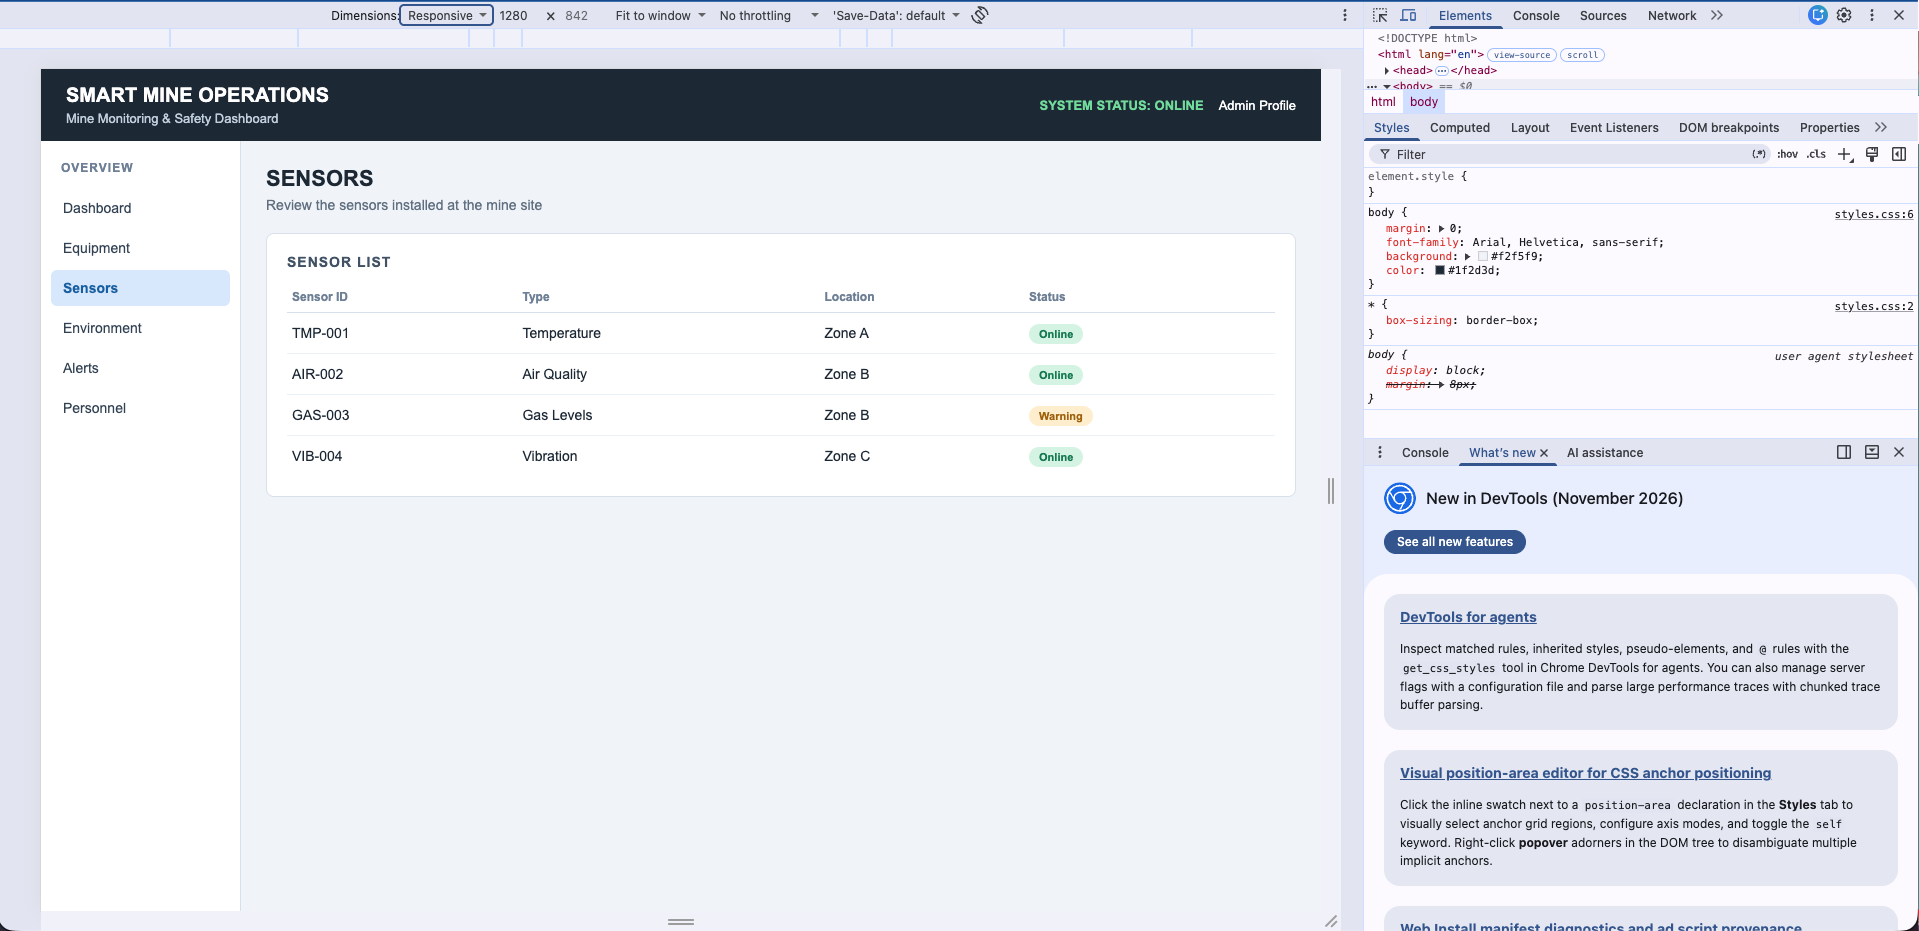 Dimensions: Responsive 1280 × 842 Fit to window No throttling 'Save-Data': default
SMART MINE OPERATIONS
Mine Monitoring & Safety Dashboard
SYSTEM STATUS: ONLINE Admin Profile
OVERVIEW
Dashboard
Equipment
Sensors
Environment
Alerts
Personnel
SENSORS
Review the sensors installed at the mine site
SENSOR LIST
Sensor ID Type Location Status
TMP-001 Temperature Zone A Online
AIR-002 Air Quality Zone B Online
GAS-003 Gas Levels Zone B Warning
VIB-004 Vibration Zone C Online
Elements Console Sources Network
<!DOCTYPE html>
<html lang="en"> view-source scroll
<head> ••• </head>
••• <body> == $0
html body
Styles Computed Layout Event Listeners DOM breakpoints Properties
Filter (.*) :hov .cls
element.style {
}
body { styles.css:6
margin: 0;
font-family: Arial, Helvetica, sans-serif;
background: #f2f5f9;
color: #1f2d3d;
}
* { styles.css:2
box-sizing: border-box;
}
body { user agent stylesheet
display: block;
margin: 8px;
}
Console What's new AI assistance
New in DevTools (November 2026)
See all new features
DevTools for agents
Inspect matched rules, inherited styles, pseudo-elements, and @ rules with the
get_css_styles tool in Chrome DevTools for agents. You can also manage server
flags with a configuration file and parse large performance traces with chunked trace
buffer parsing.
Visual position-area editor for CSS anchor positioning
Click the inline swatch next to a position-area declaration in the Styles tab to
visually select anchor grid regions, configure axis modes, and toggle the self
keyword. Right-click popover adorners in the DOM tree to disambiguate multiple
implicit anchors.
Web Install manifest diagnostics and ad script provenance